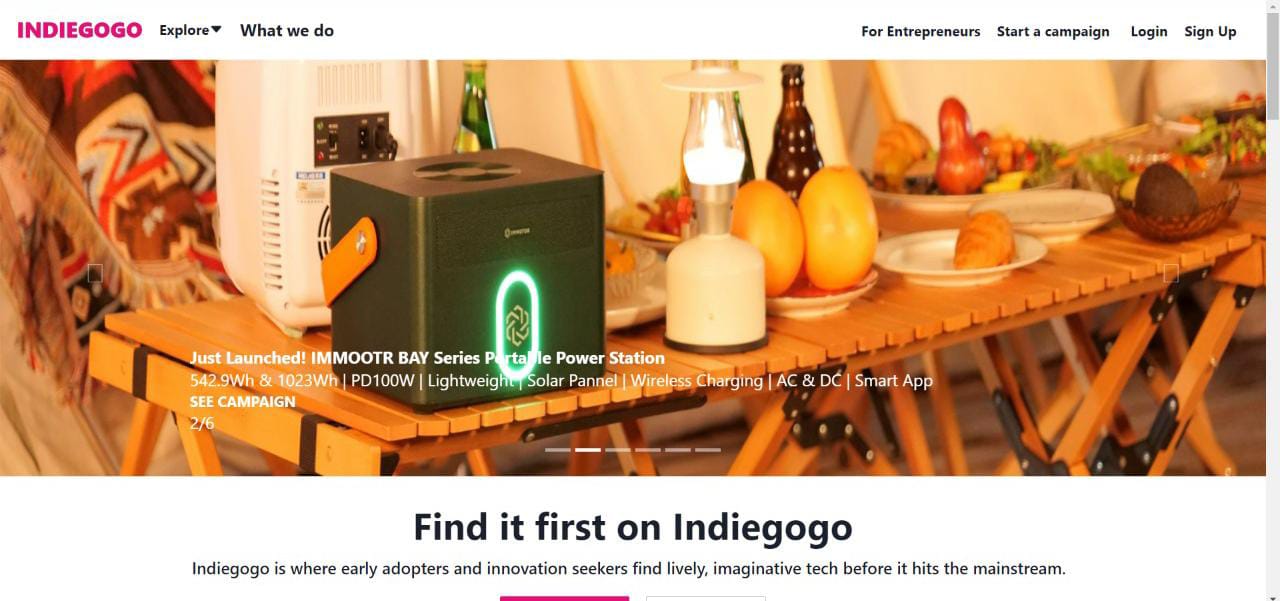 INDIEGOGO
Explore
What we do
For Entrepreneurs
Start a campaign
Login
Sign Up
IMMOTOR
Just Launched! IMMOOTR BAY Series Portable Power Station
542.9Wh & 1023Wh | PD100W | Lightweight | Solar Pannel | Wireless Charging | AC & DC | Smart App
SEE CAMPAIGN
2/6
Find it first on Indiegogo
Indiegogo is where early adopters and innovation seekers find lively, imaginative tech before it hits the mainstream.